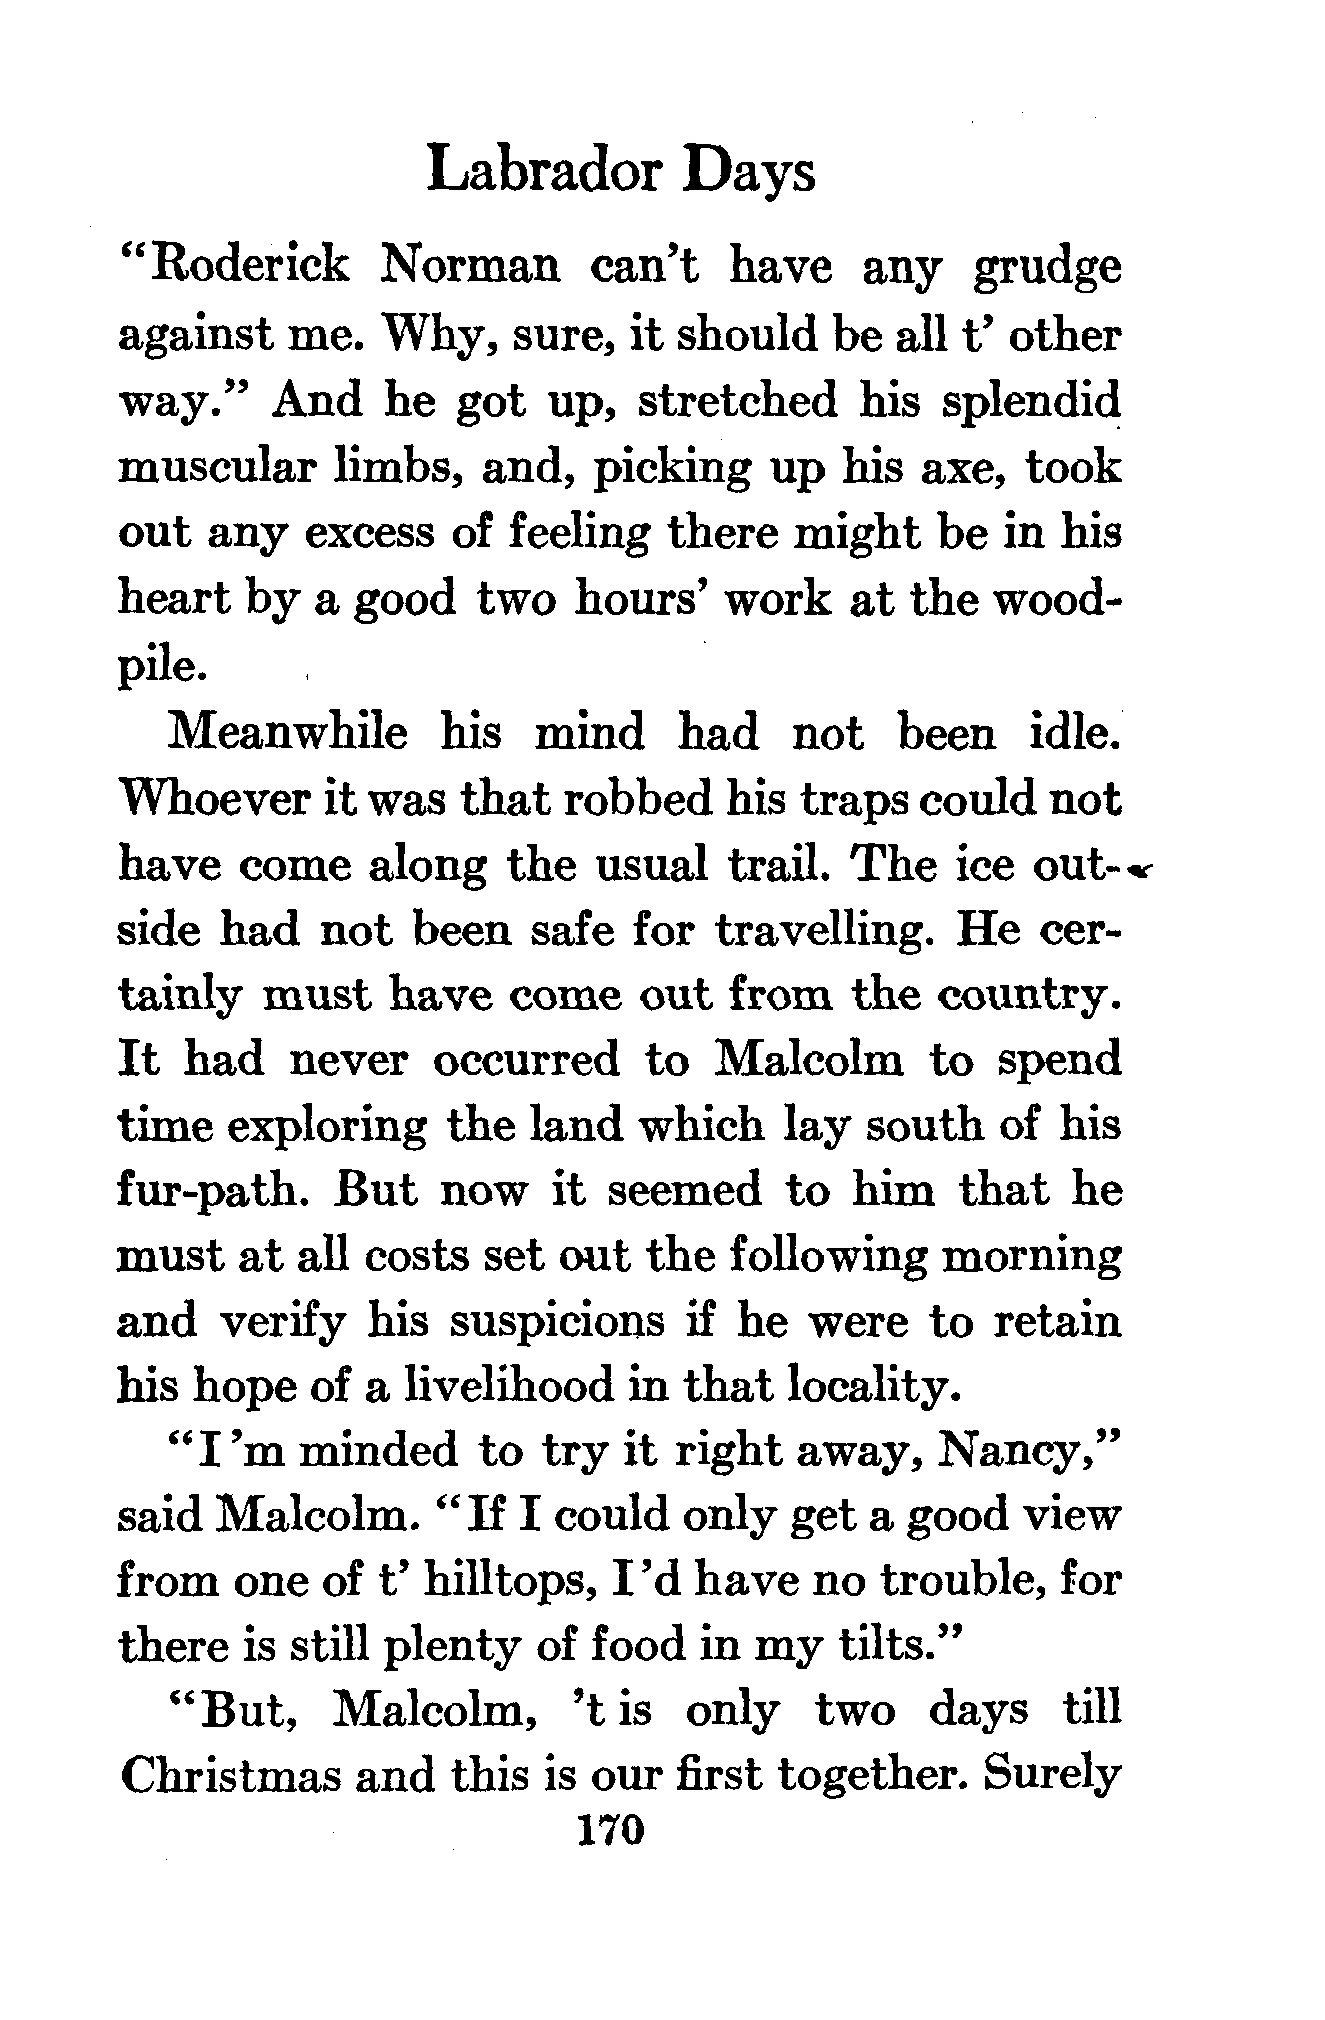 Labrador Days
“Roderick Norman can’t have any grudge
against me. Why, sure, it should be all t’ other
way.” And he got up, stretched his splendid
muscular limbs, and, picking up his axe, took
out any excess of feeling there might be in his
heart by a good two hours’ work at the wood-
pile.
Meanwhile his mind had not been idle.
Whoever it was that robbed his traps could not
have come along the usual trail. The ice out-
side had not been safe for travelling. He cer-
tainly must have come out from the country.
It had never occurred to Malcolm to spend
time exploring the land which lay south of his
fur-path. But now it seemed to him that he
must at all costs set out the following morning
and verify his suspicions if he were to retain
his hope of a livelihood in that locality.
“I ’m minded to try it right away, Nancy,”
said Malcolm. “If I could only get a good view
from one of t’ hilltops, I ’d have no trouble, for
there is still plenty of food in my tilts.”
“But, Malcolm, ’t is only two days till
Christmas and this is our first together. Surely
170